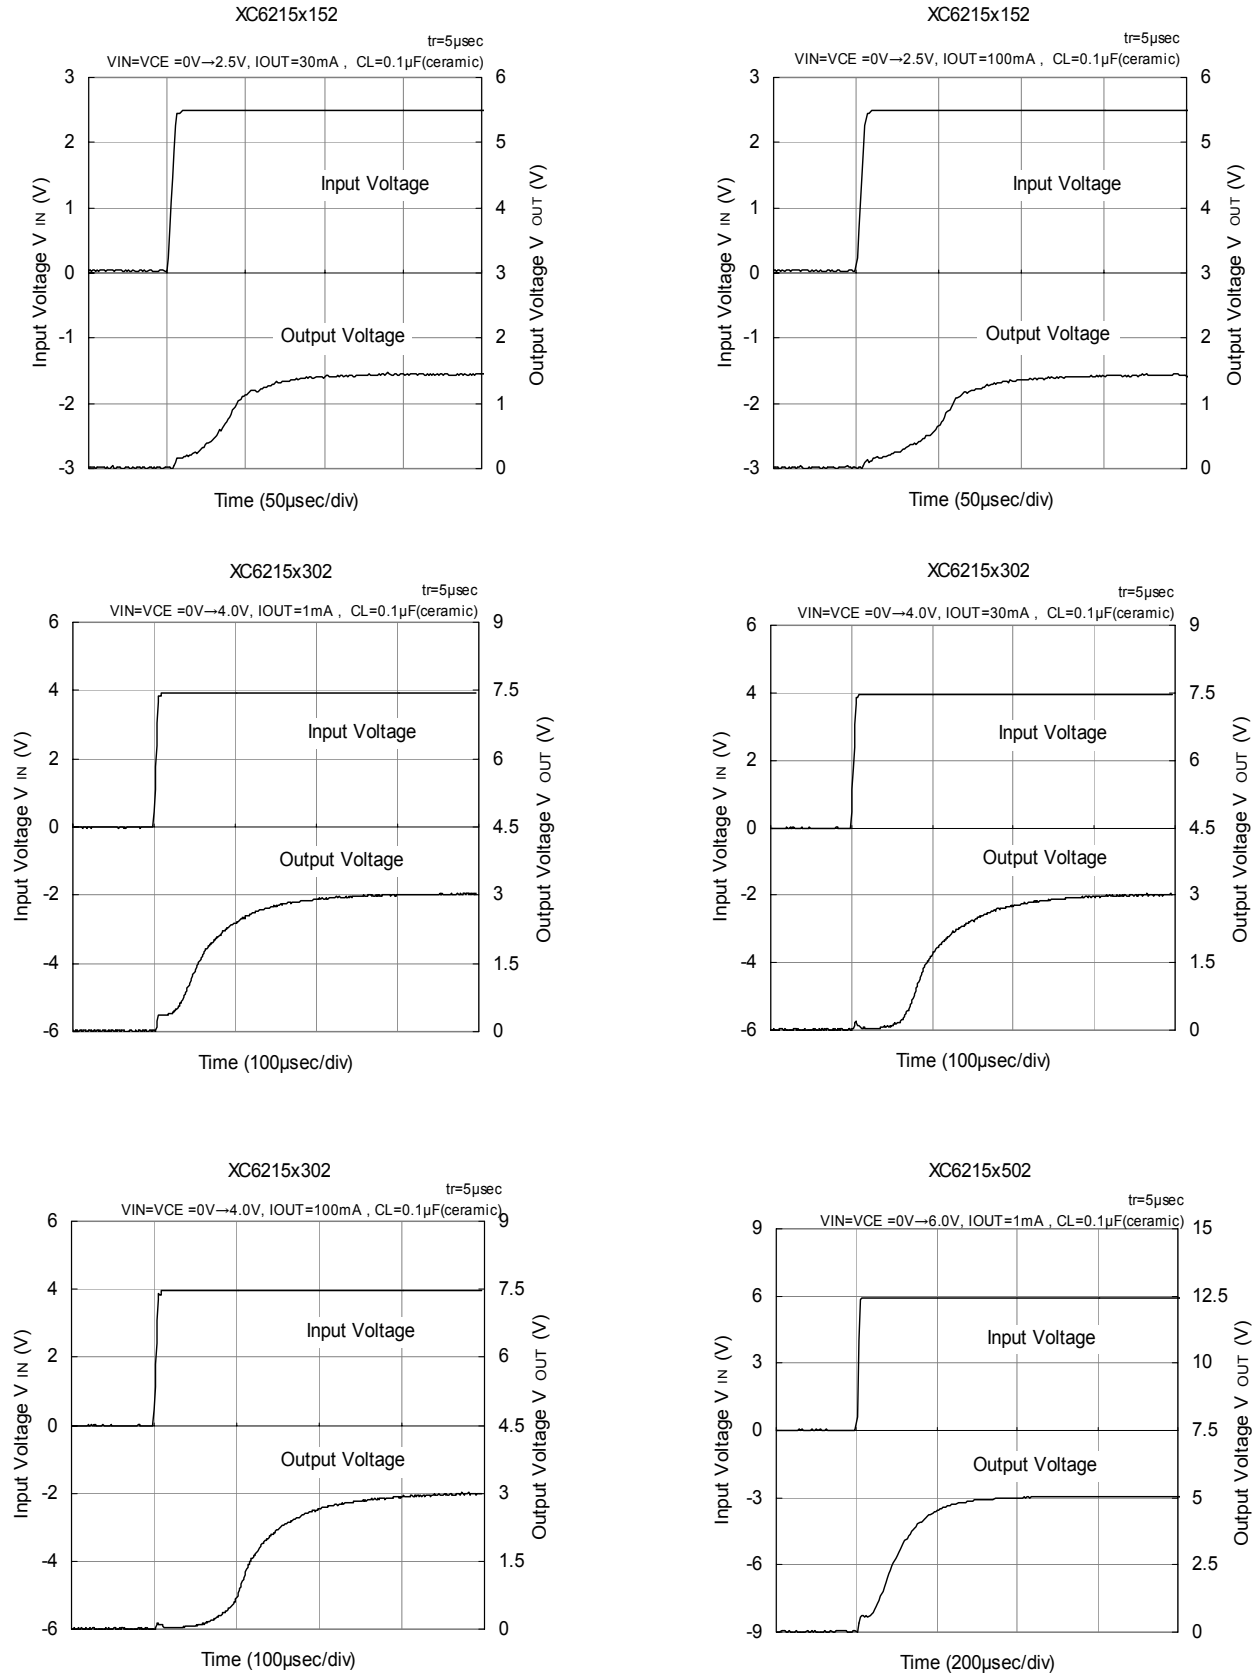 XC6215x152
tr=5µsec
VIN=VCE =0V→2.5V, IOUT=30mA , CL=0.1µF(ceramic)
3
2
1
0
-1
-2
-3
Input Voltage V IN (V)
6
5
4
3
2
1
0
Output Voltage V OUT (V)
Input Voltage
Output Voltage
Time (50µsec/div)
XC6215x152
tr=5µsec
VIN=VCE =0V→2.5V, IOUT=100mA , CL=0.1µF(ceramic)
3
2
1
0
-1
-2
-3
Input Voltage V IN (V)
6
5
4
3
2
1
0
Output Voltage V OUT (V)
Input Voltage
Output Voltage
Time (50µsec/div)
XC6215x302
tr=5µsec
VIN=VCE =0V→4.0V, IOUT=1mA , CL=0.1µF(ceramic)
6
4
2
0
-2
-4
-6
Input Voltage V IN (V)
9
7.5
6
4.5
3
1.5
0
Output Voltage V OUT (V)
Input Voltage
Output Voltage
Time (100µsec/div)
XC6215x302
tr=5µsec
VIN=VCE =0V→4.0V, IOUT=30mA , CL=0.1µF(ceramic)
6
4
2
0
-2
-4
-6
Input Voltage V IN (V)
9
7.5
6
4.5
3
1.5
0
Output Voltage V OUT (V)
Input Voltage
Output Voltage
Time (100µsec/div)
XC6215x302
tr=5µsec
VIN=VCE =0V→4.0V, IOUT=100mA , CL=0.1µF(ceramic)
6
4
2
0
-2
-4
-6
Input Voltage V IN (V)
9
7.5
6
4.5
3
1.5
0
Output Voltage V OUT (V)
Input Voltage
Output Voltage
Time (100µsec/div)
XC6215x502
tr=5µsec
VIN=VCE =0V→6.0V, IOUT=1mA , CL=0.1µF(ceramic)
9
6
3
0
-3
-6
-9
Input Voltage V IN (V)
15
12.5
10
7.5
5
2.5
0
Output Voltage V OUT (V)
Input Voltage
Output Voltage
Time (200µsec/div)